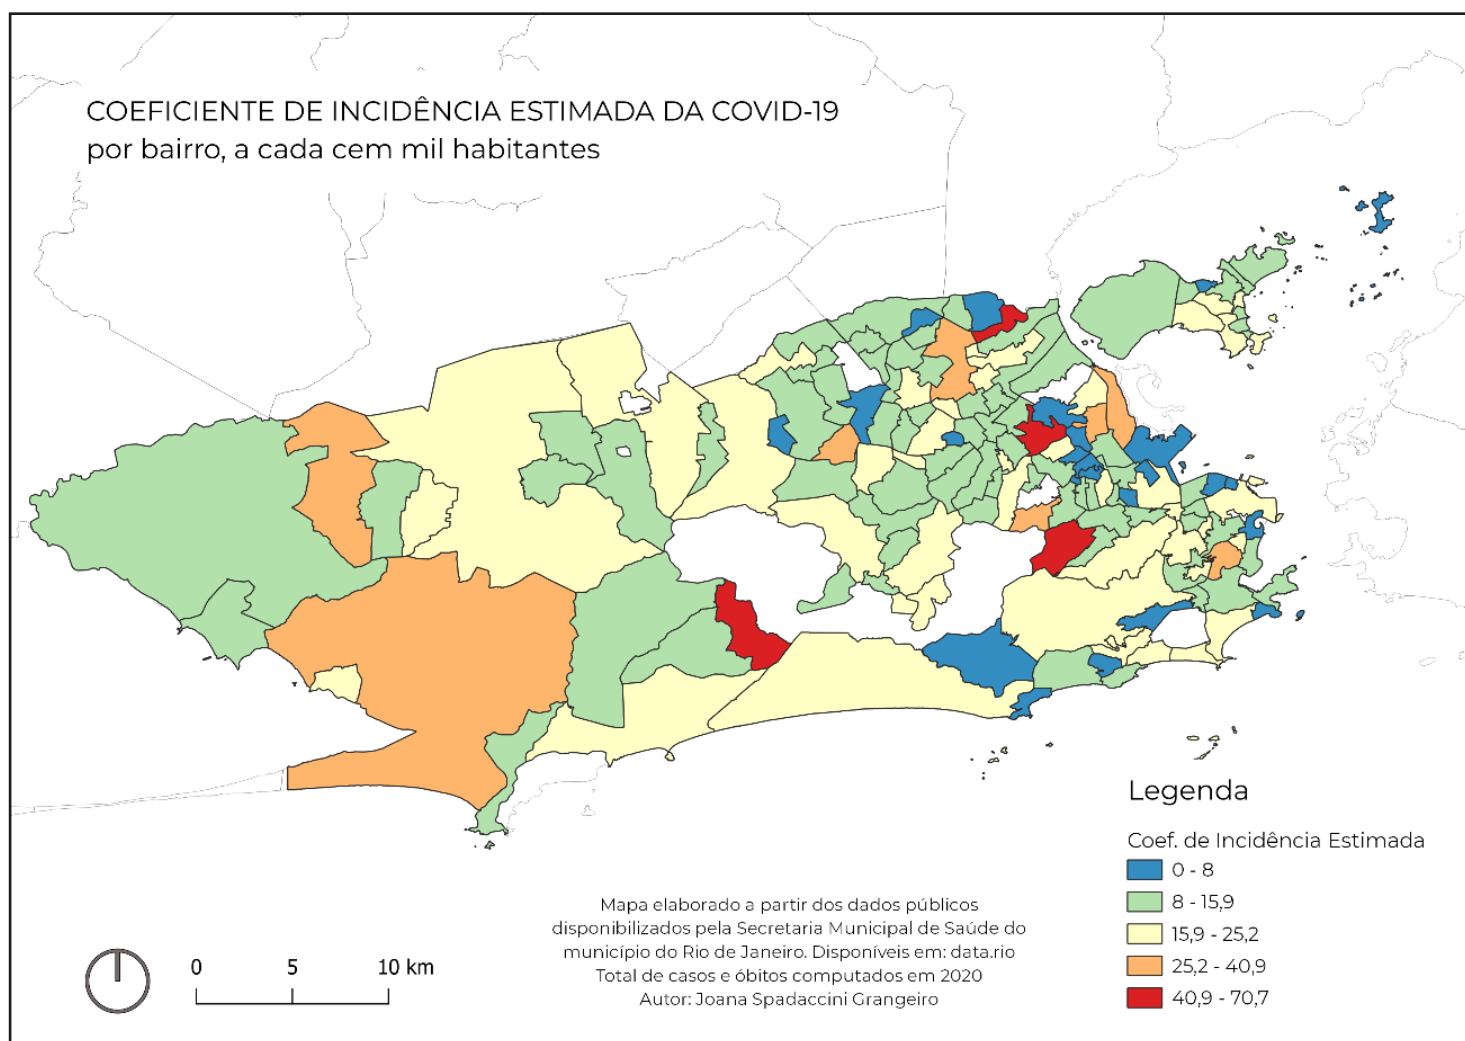 COEFICIENTE DE INCIDÊNCIA ESTIMADA DA COVID-19
por bairro, a cada cem mil habitantes
Legenda
Coef. de Incidência Estimada
0 - 8
8 - 15,9
15,9 - 25,2
25,2 - 40,9
40,9 - 70,7
Mapa elaborado a partir dos dados públicos
disponibilizados pela Secretaria Municipal de Saúde do
município do Rio de Janeiro. Disponíveis em: data.rio
Total de casos e óbitos computados em 2020
Autor: Joana Spadaccini Grangeiro
0 5 10 km